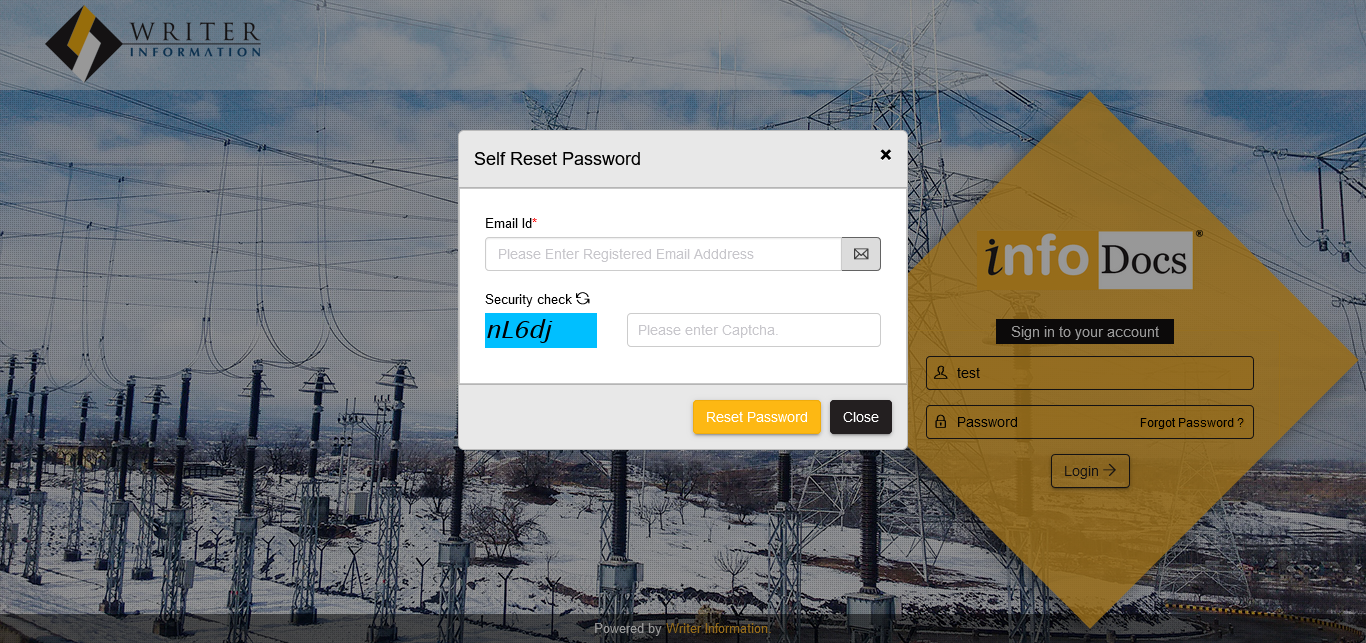 WRITER
INFORMATION
Self Reset Password
Email Id*
Please Enter Registered Email Adddress
Security check
nL6dj
Please enter Captcha.
Reset Password
Close
info Docs®
Sign in to your account
test
Password
Forgot Password ?
Login
Powered by Writer Information.